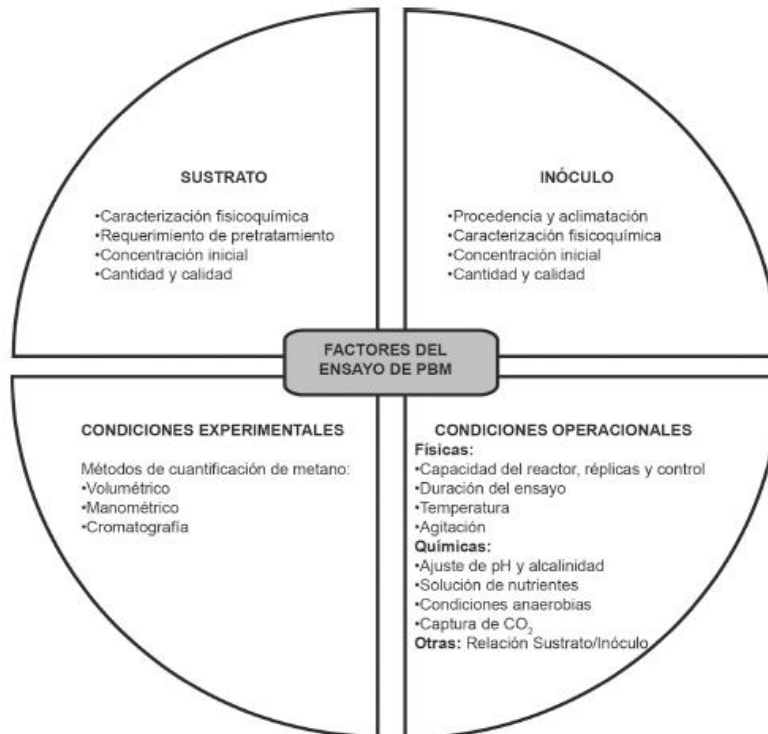 SUSTRATO
•Caracterización fisicoquímica
•Requerimiento de pretratamiento
•Concentración inicial
•Cantidad y calidad
INÓCULO
•Procedencia y aclimatación
•Caracterización fisicoquímica
•Concentración inicial
•Cantidad y calidad
FACTORES DEL
ENSAYO DE PBM
CONDICIONES EXPERIMENTALES
Métodos de cuantificación de metano:
•Volumétrico
•Manométrico
•Cromatografía
CONDICIONES OPERACIONALES
Físicas:
•Capacidad del reactor, réplicas y control
•Duración del ensayo
•Temperatura
•Agitación
Químicas:
•Ajuste de pH y alcalinidad
•Solución de nutrientes
•Condiciones anaerobias
•Captura de CO₂
Otras: Relación Sustrato/Inóculo